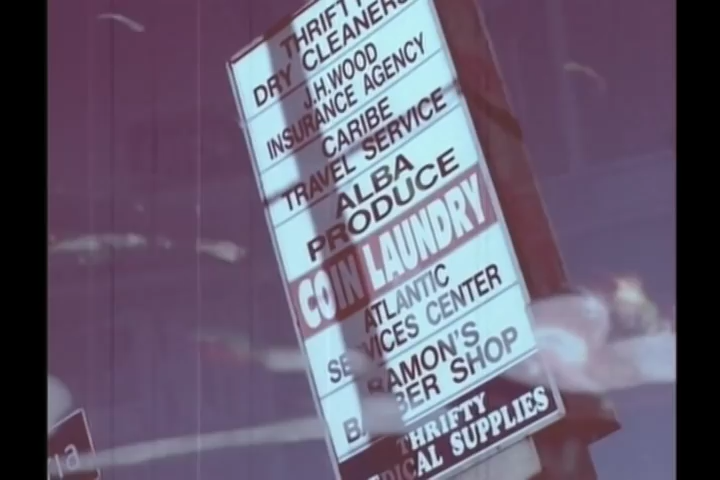 THRIFTY
DRY CLEANERS
J.H.WOOD
INSURANCE AGENCY
CARIBE
TRAVEL SERVICE
ALBA
PRODUCE
COIN LAUNDRY
ATLANTIC
SERVICES CENTER
RAMON'S
BARBER SHOP
THRIFTY
MEDICAL SUPPLIES